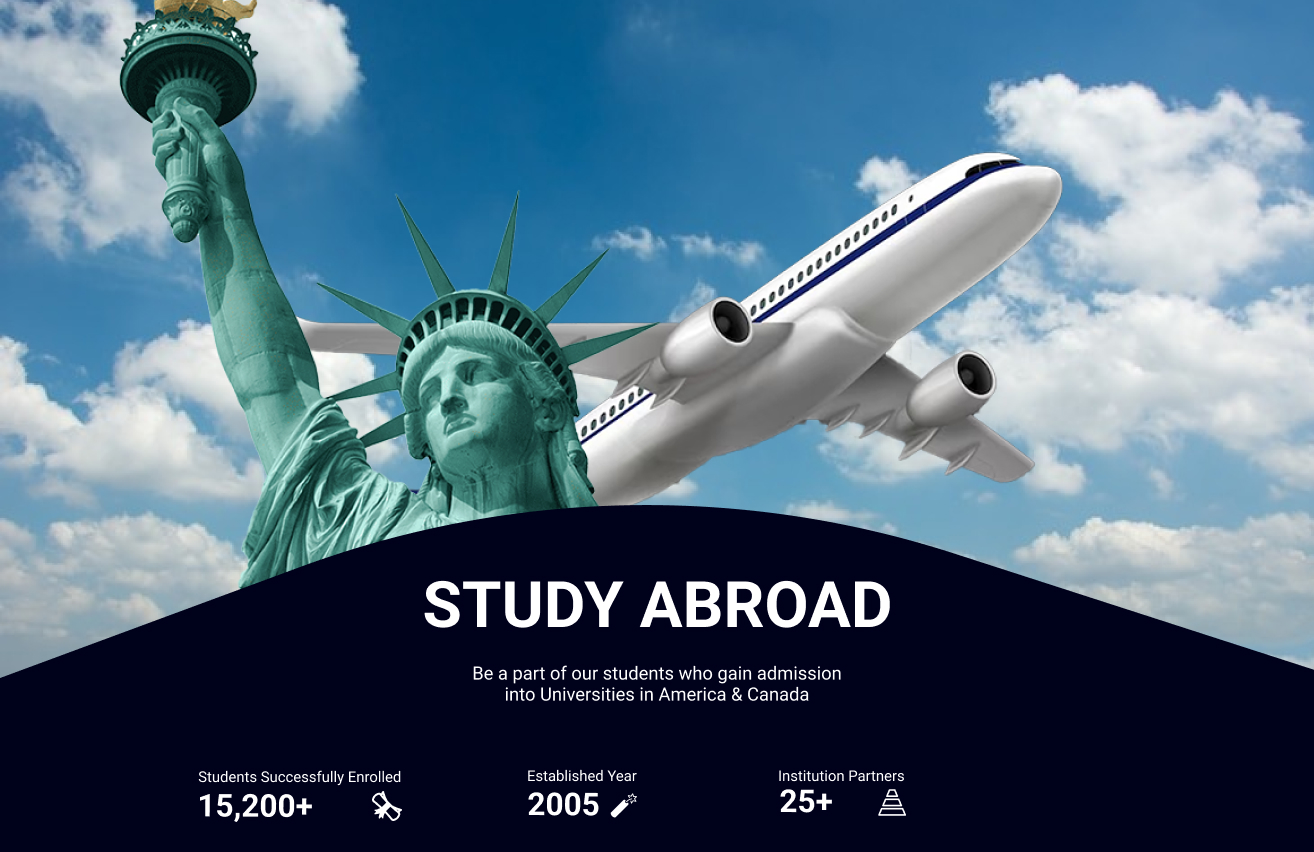 STUDY ABROAD
Be a part of our students who gain admission
into Universities in America & Canada
Students Successfully Enrolled
15,200+
Established Year
2005
Institution Partners
25+